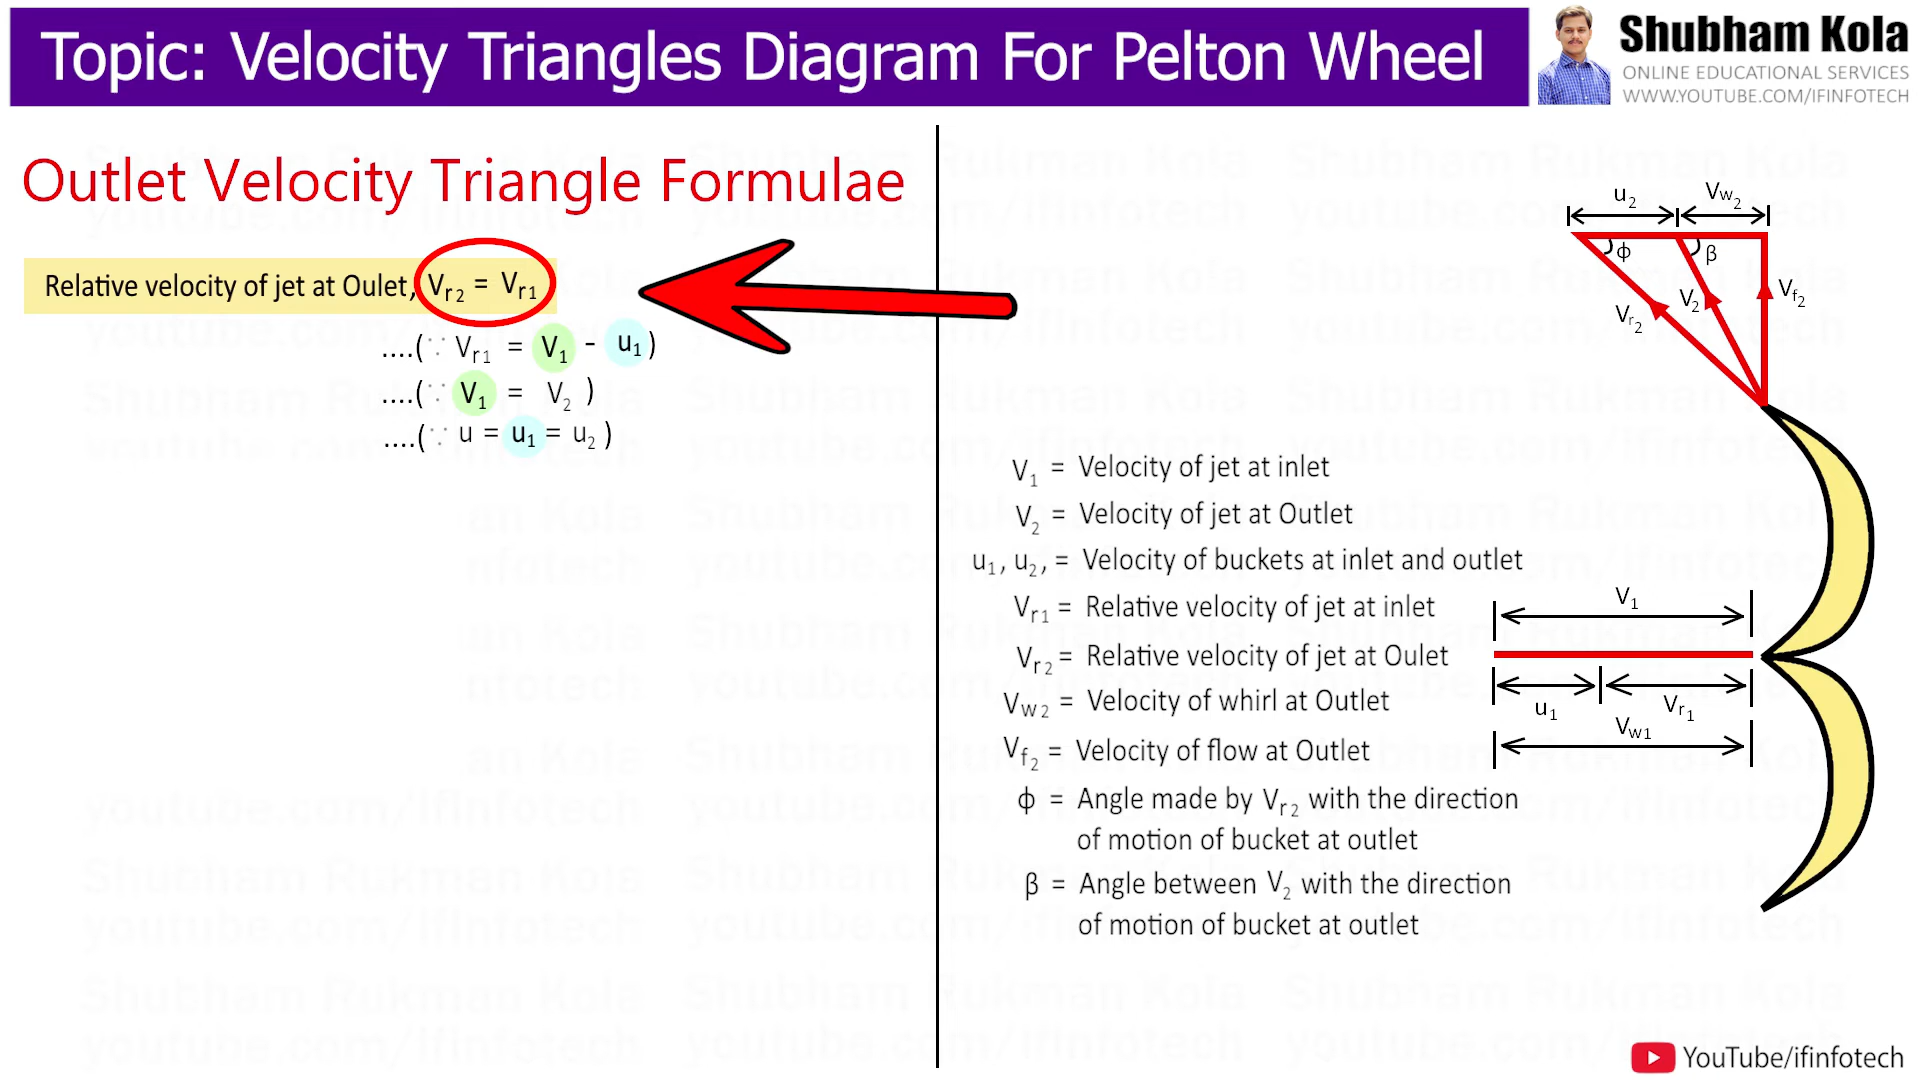 Topic: Velocity Triangles Diagram For Pelton Wheel
Shubham Kola
ONLINE EDUCATIONAL SERVICES
WWW.YOUTUBE.COM/IFINFOTECH
Outlet Velocity Triangle Formulae
Relative velocity of jet at Oulet, Vr2 = Vr1
....(∵ Vr1 = V1 - u1)
....(∵ V1 = V2)
....(∵ u = u1 = u2)
u2
Vw2
ϕ
β
Vr2
V2
Vf2
V1 = Velocity of jet at inlet
V2 = Velocity of jet at Outlet
u1, u2, = Velocity of buckets at inlet and outlet
Vr1 = Relative velocity of jet at inlet
Vr2 = Relative velocity of jet at Oulet
Vw2 = Velocity of whirl at Outlet
Vf2 = Velocity of flow at Outlet
ϕ = Angle made by Vr2 with the direction
of motion of bucket at outlet
β = Angle between V2 with the direction
of motion of bucket at outlet
V1
u1
Vr1
Vw1
YouTube/ifinfotech